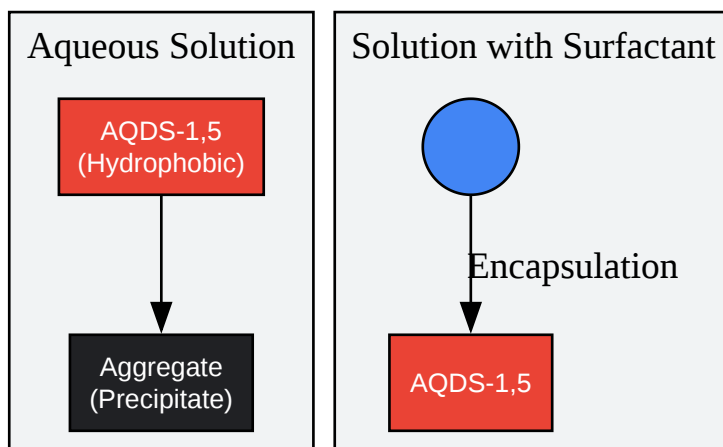 Aqueous Solution
AQDS-1,5
(Hydrophobic)
Aggregate
(Precipitate)
Solution with Surfactant
Encapsulation
AQDS-1,5